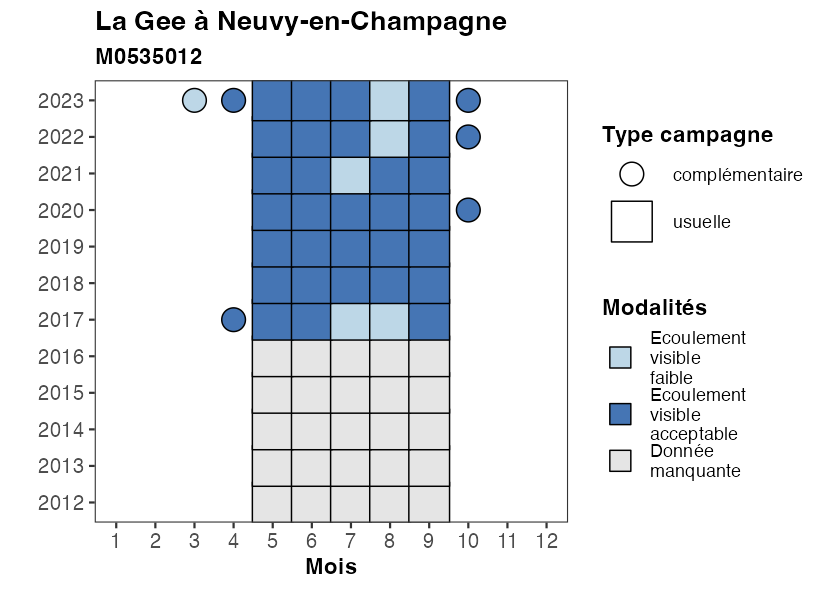 La Gee à Neuvy-en-Champagne
M0535012
2023
2022
2021
2020
2019
2018
2017
2016
2015
2014
2013
2012
1 2 3 4 5 6 7 8 9 10 11 12
Mois
Type campagne
complémentaire
usuelle
Modalités
Ecoulement
visible
faible
Ecoulement
visible
acceptable
Donnée
manquante